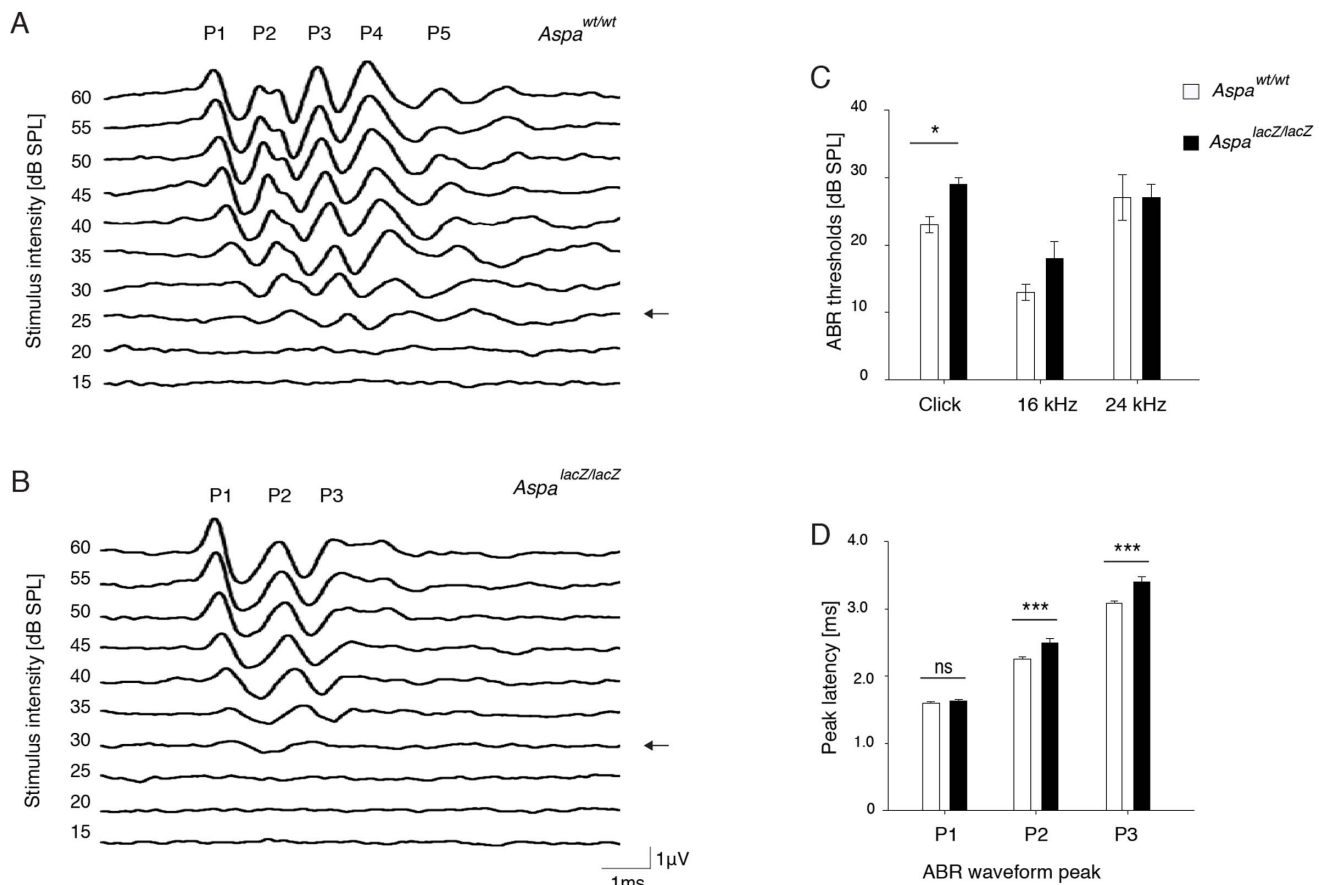 A
P1 P2 P3 P4 P5
Aspa wt/wt
Stimulus intensity [dB SPL]
60
55
50
45
40
35
30
25
20
15
B
P1 P2 P3
Aspa lacZ/lacZ
Stimulus intensity [dB SPL]
60
55
50
45
40
35
30
25
20
15
1µV
1ms
C
Aspa wt/wt
Aspa lacZ/lacZ
ABR thresholds [dB SPL]
40
30
20
10
0
*
Click 16 kHz 24 kHz
D
Peak latency [ms]
4.0
3.0
2.0
1.0
0
ns
***
***
P1 P2 P3
ABR waveform peak